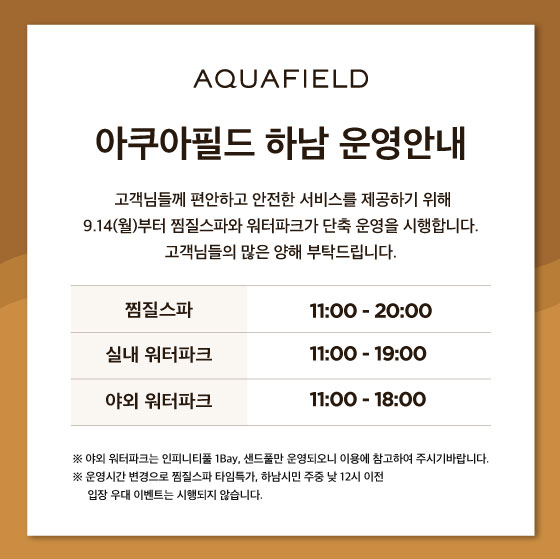 AQUAFIELD
아쿠아필드 하남 운영안내
고객님들께 편안하고 안전한 서비스를 제공하기 위해
9.14(월)부터 찜질스파와 워터파크가 단축 운영을 시행합니다.
고객님들의 많은 양해 부탁드립니다.
찜질스파 11:00 - 20:00
실내 워터파크 11:00 - 19:00
야외 워터파크 11:00 - 18:00
※ 야외 워터파크는 인피니티풀 1Bay, 샌드풀만 운영되오니 이용에 참고하여 주시기바랍니다.
※ 운영시간 변경으로 찜질스파 타임특가, 하남시민 주중 낮 12시 이전
입장 우대 이벤트는 시행되지 않습니다.